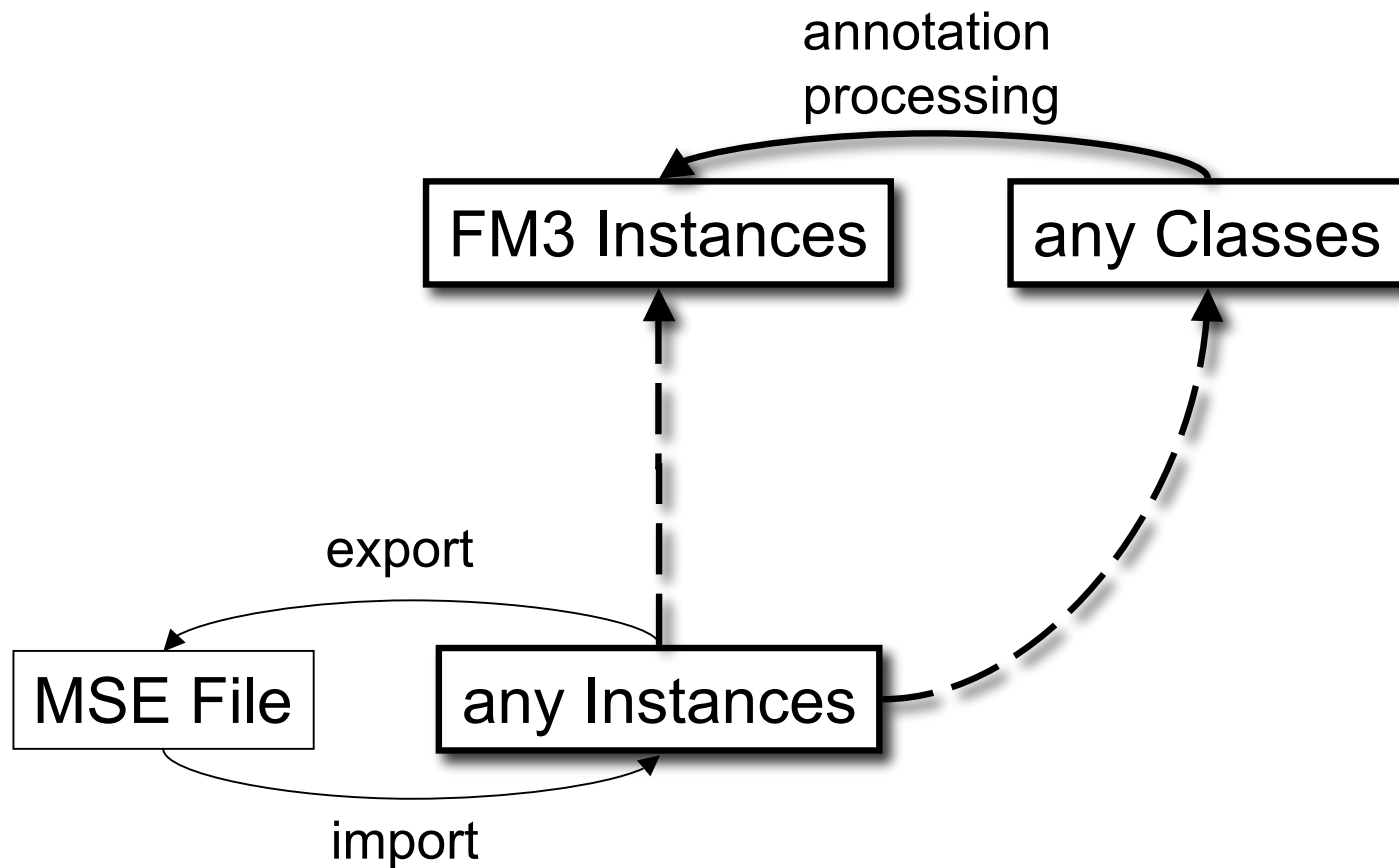 annotation
processing
FM3 Instances
any Classes
export
MSE File
any Instances
import